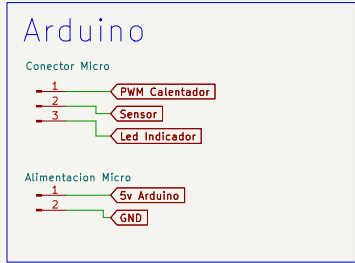 Arduino
Conector Micro
1 PWM Calentador
2 Sensor
3 Led Indicador
Alimentacion Micro
1 5v Arduino
2 GND